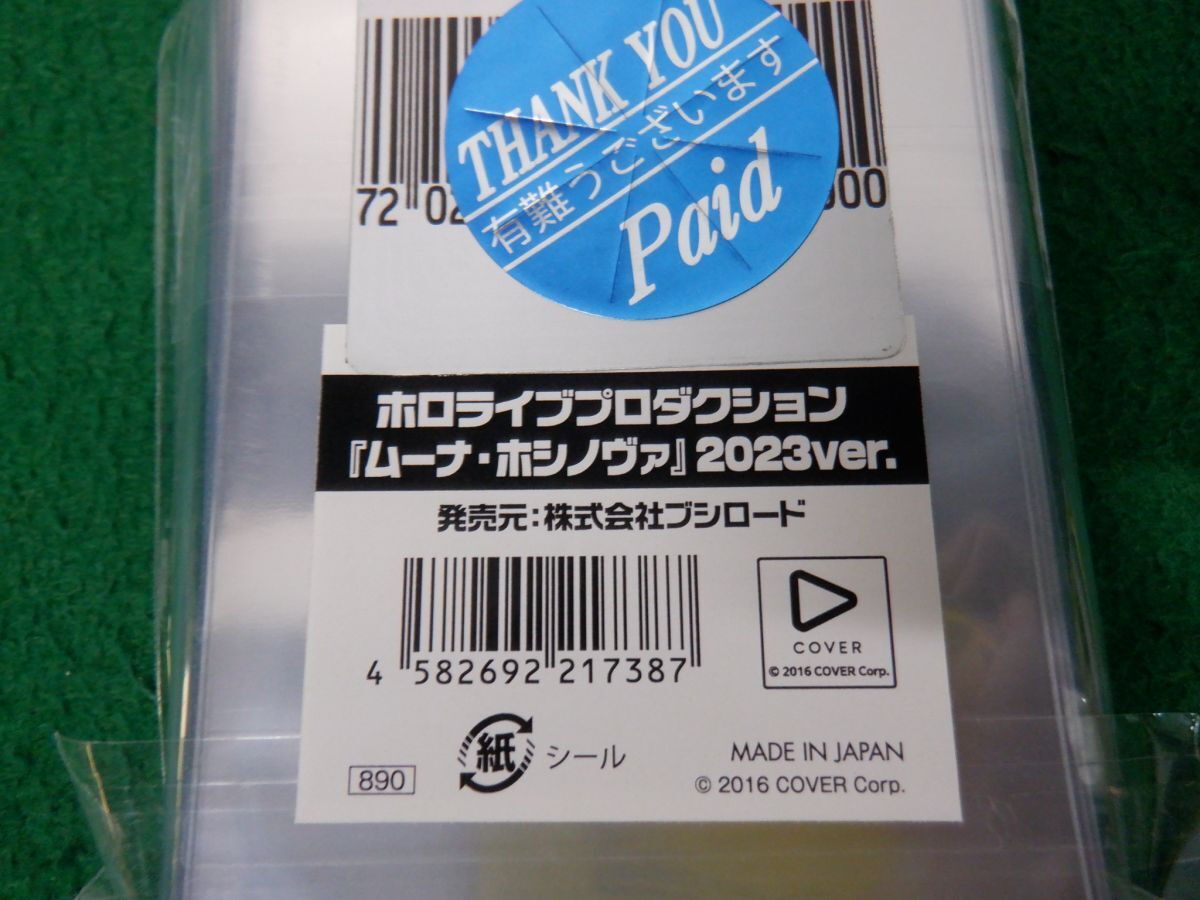 THANK YOU
有難うございます
Paid
ホロライブプロダクション
『ムーナ・ホシノヴァ』2023ver.
発売元：株式会社ブシロード
4 582692 217387
COVER
© 2016 COVER Corp.
紙 シール
890
MADE IN JAPAN
© 2016 COVER Corp.